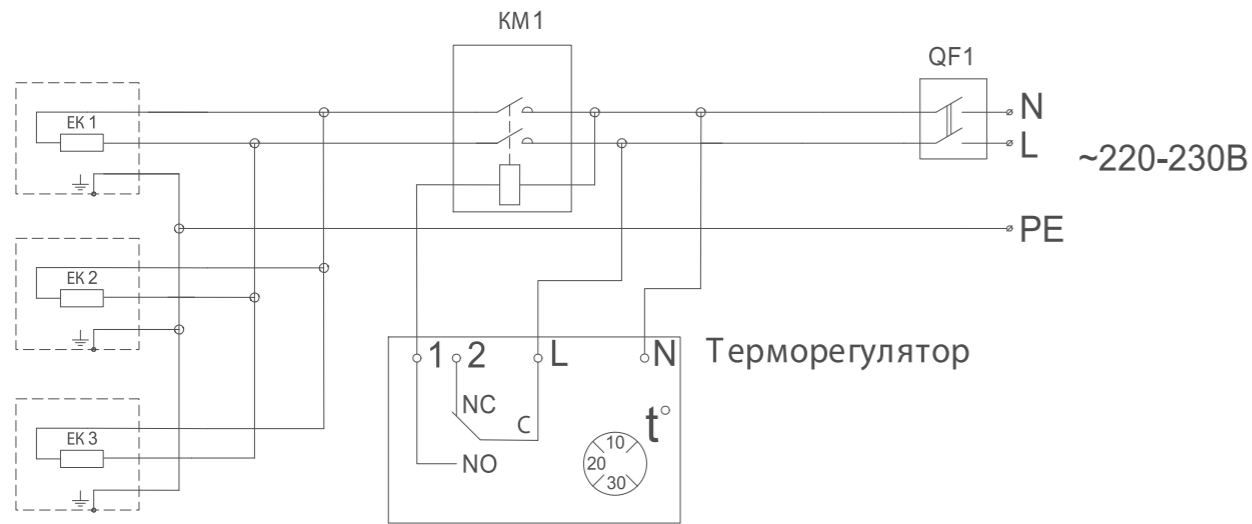 KM1
QF1
N
L
~220-230В
PE
EK 1
EK 2
EK 3
1 2 L N
Терморегулятор
NC
C
NO
t°
10
20
30